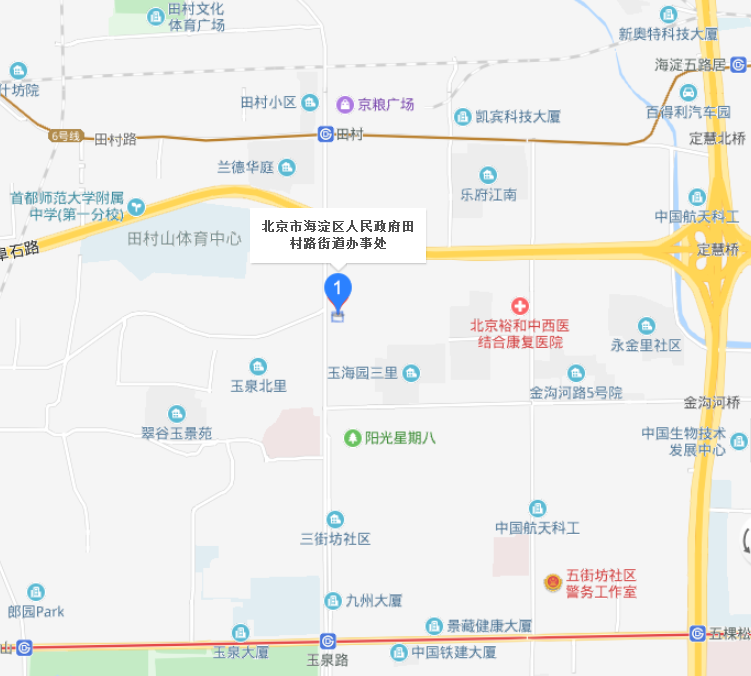 田村文化
体育广场
新奥特科技大厦
海淀五路居
什坊院
田村小区
京粮广场
百得利汽车园
凯宾科技大厦
6号线
田村路
田村
定慧北桥
兰德华庭
乐府江南
首都师范大学附属
中学(第一分校)
中国航天科工
北京市海淀区人民政府田
村路街道办事处
田村山体育中心
阜石路
定慧桥
1
北京裕和中西医
结合康复医院
永金里社区
玉海园三里
玉泉北里
金沟河路5号院
金沟河桥
翠谷玉景苑
阳光星期八
中国生物技术
发展中心
三街坊社区
中国航天科工
五街坊社区
警务工作室
郎园Park
九州大厦
景藏健康大厦
玉泉大厦
五棵松
山
玉泉路
中国铁建大厦